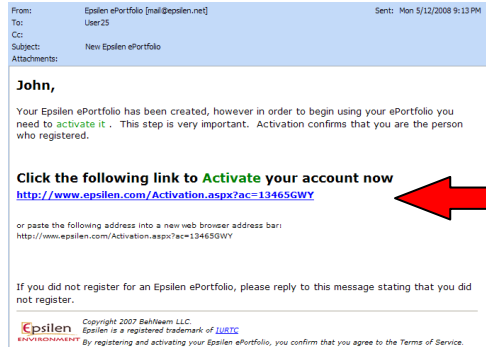 From: Epsilen ePortfolio [mail@epsilen.net] Sent: Mon 5/12/2008 9:13 PM
To: User25
Cc:
Subject: New Epsilen ePortfolio
Attachments:
John,
Your Epsilen ePortfolio has been created, however in order to begin using your ePortfolio you
need to activate it . This step is very important. Activation confirms that you are the person
who registered.
Click the following link to Activate your account now
http://www.epsilen.com/Activation.aspx?ac=13465GWY
or paste the following address into a new web browser address bar:
http://www.epsilen.com/Activation.aspx?ac=13465GWY
If you did not register for an Epsilen ePortfolio, please reply to this message stating that you did
not register.
Epsilen
ENVIRONMENT
Copyright 2007 BehNeem LLC.
Epsilen is a registered trademark of IURTC
By registering and activating your Epsilen ePortfolio, you confirm that you agree to the Terms of Service.